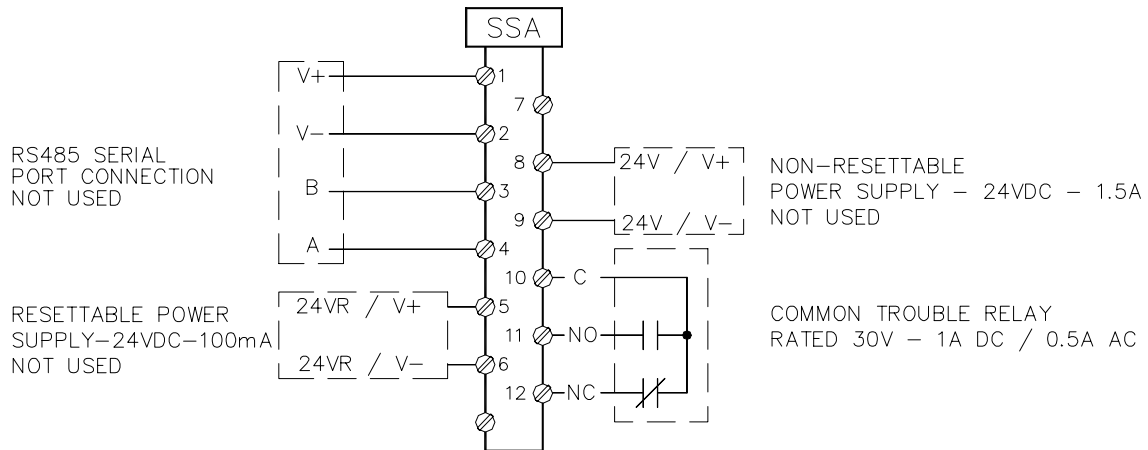 SSA
V+
1
7
V-
2
RS485 SERIAL
PORT CONNECTION
NOT USED
8
24V / V+
NON-RESETTABLE
POWER SUPPLY - 24VDC - 1.5A
NOT USED
B
3
9
24V / V-
A
4
10
C
RESETTABLE POWER
SUPPLY-24VDC-100mA
NOT USED
24VR / V+
5
11
NO
COMMON TROUBLE RELAY
RATED 30V - 1A DC / 0.5A AC
24VR / V-
6
12
NC